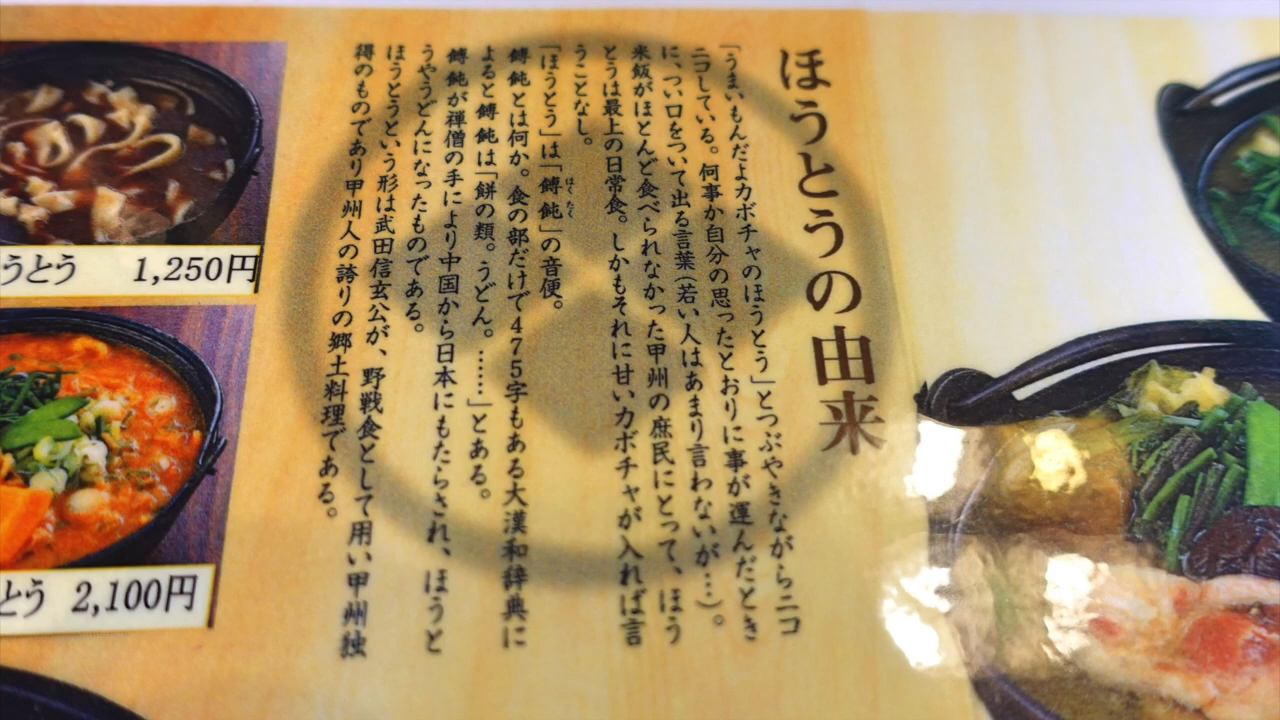 ほうとうの由来
「うまいもんだよカボチャのほうとう」とつぶやきながらニコ
ニコしている。何事か自分の思ったとおりに事が運んだとき
に、つい口をついて出る言葉(若い人はあまり言わないが…)。
米飯がほとんど食べられなかった甲州の庶民にとって、ほう
とうは最上の日常食。しかもそれに甘いカボチャが入れば言
うことなし。
「ほうとう」は「餺飩」の音便。
はくたく
餺飩とは何か。食の部だけで475字もある大漢和辞典に
よると餺飩は「餅の類。うどん。……」とある。
餺飩が禅僧の手により中国から日本にもたらされ、ほうと
うやうどんになったものである。
ほうとうという形は武田信玄公が、野戦食として用い甲州独
得のものであり甲州人の誇りの郷土料理である。
うとう 1,250円
とう 2,100円